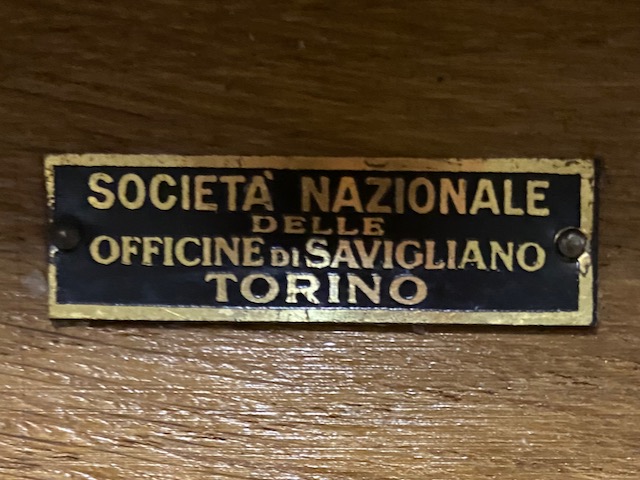 SOCIETÀ NAZIONALE
DELLE
OFFICINE DI SAVIGLIANO
TORINO